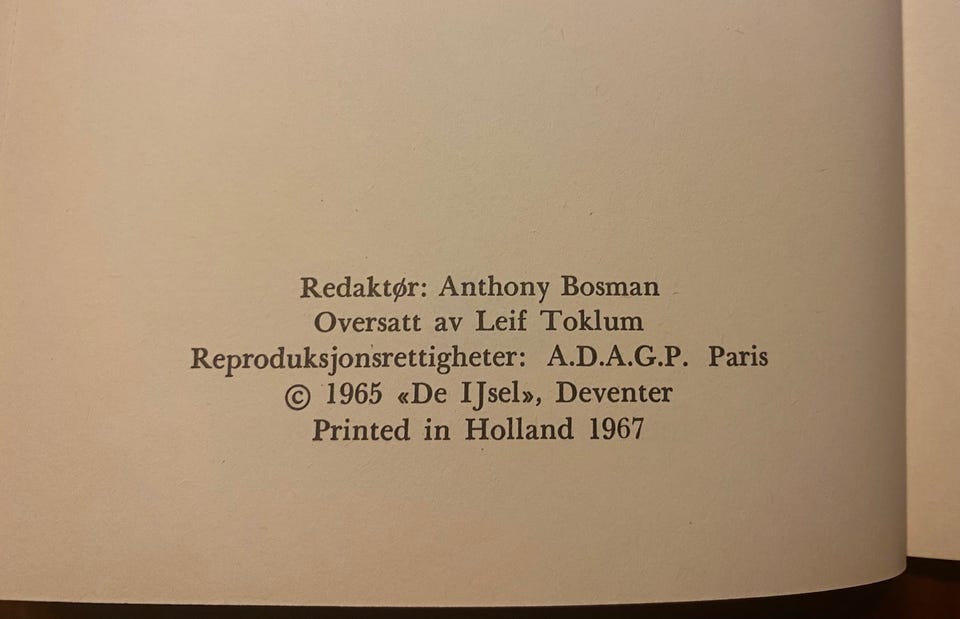 Redaktør: Anthony Bosman
Oversatt av Leif Toklum
Reproduksjonsrettigheter: A.D.A.G.P. Paris
© 1965 «De IJsel», Deventer
Printed in Holland 1967